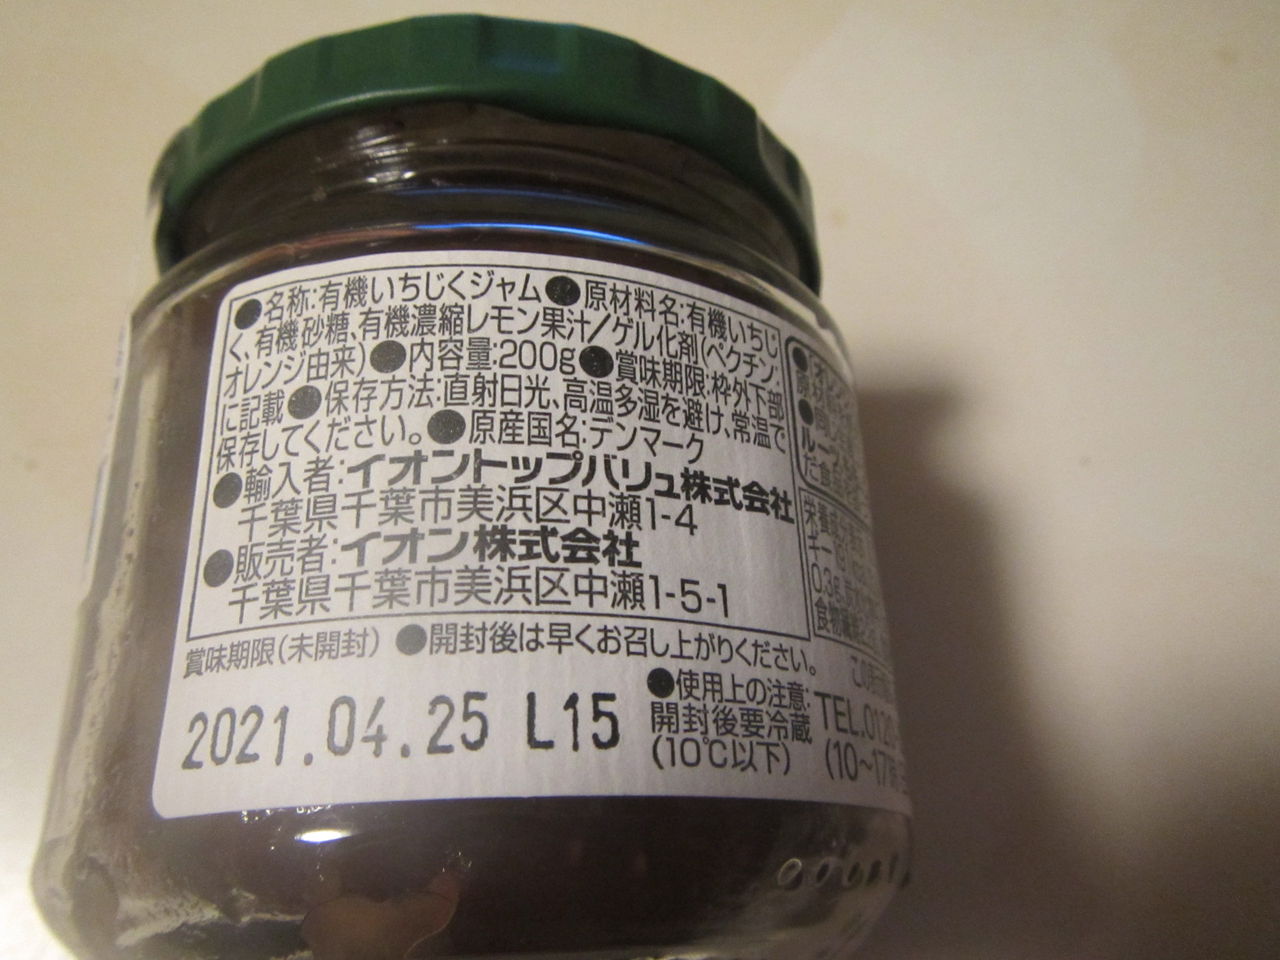 ●名称:有機いちじくジャム●原材料名:有機いちじ
く、有機砂糖、有機濃縮レモン果汁/ゲル化剤(ペクチン:
オレンジ由来)●内容量:200g●賞味期限:枠外下部
に記載●保存方法:直射日光、高温多湿を避け、常温で
保存してください。●原産国名:デンマーク
●輸入者:イオントップバリュ株式会社
千葉県千葉市美浜区中瀬1-4
●販売者:イオン株式会社
千葉県千葉市美浜区中瀬1-5-1
賞味期限(未開封) ●開封後は早くお召し上がりください。
2021.04.25 L15
●使用上の注意:
開封後要冷蔵
(10℃以下)
TEL.0120
(10~17時